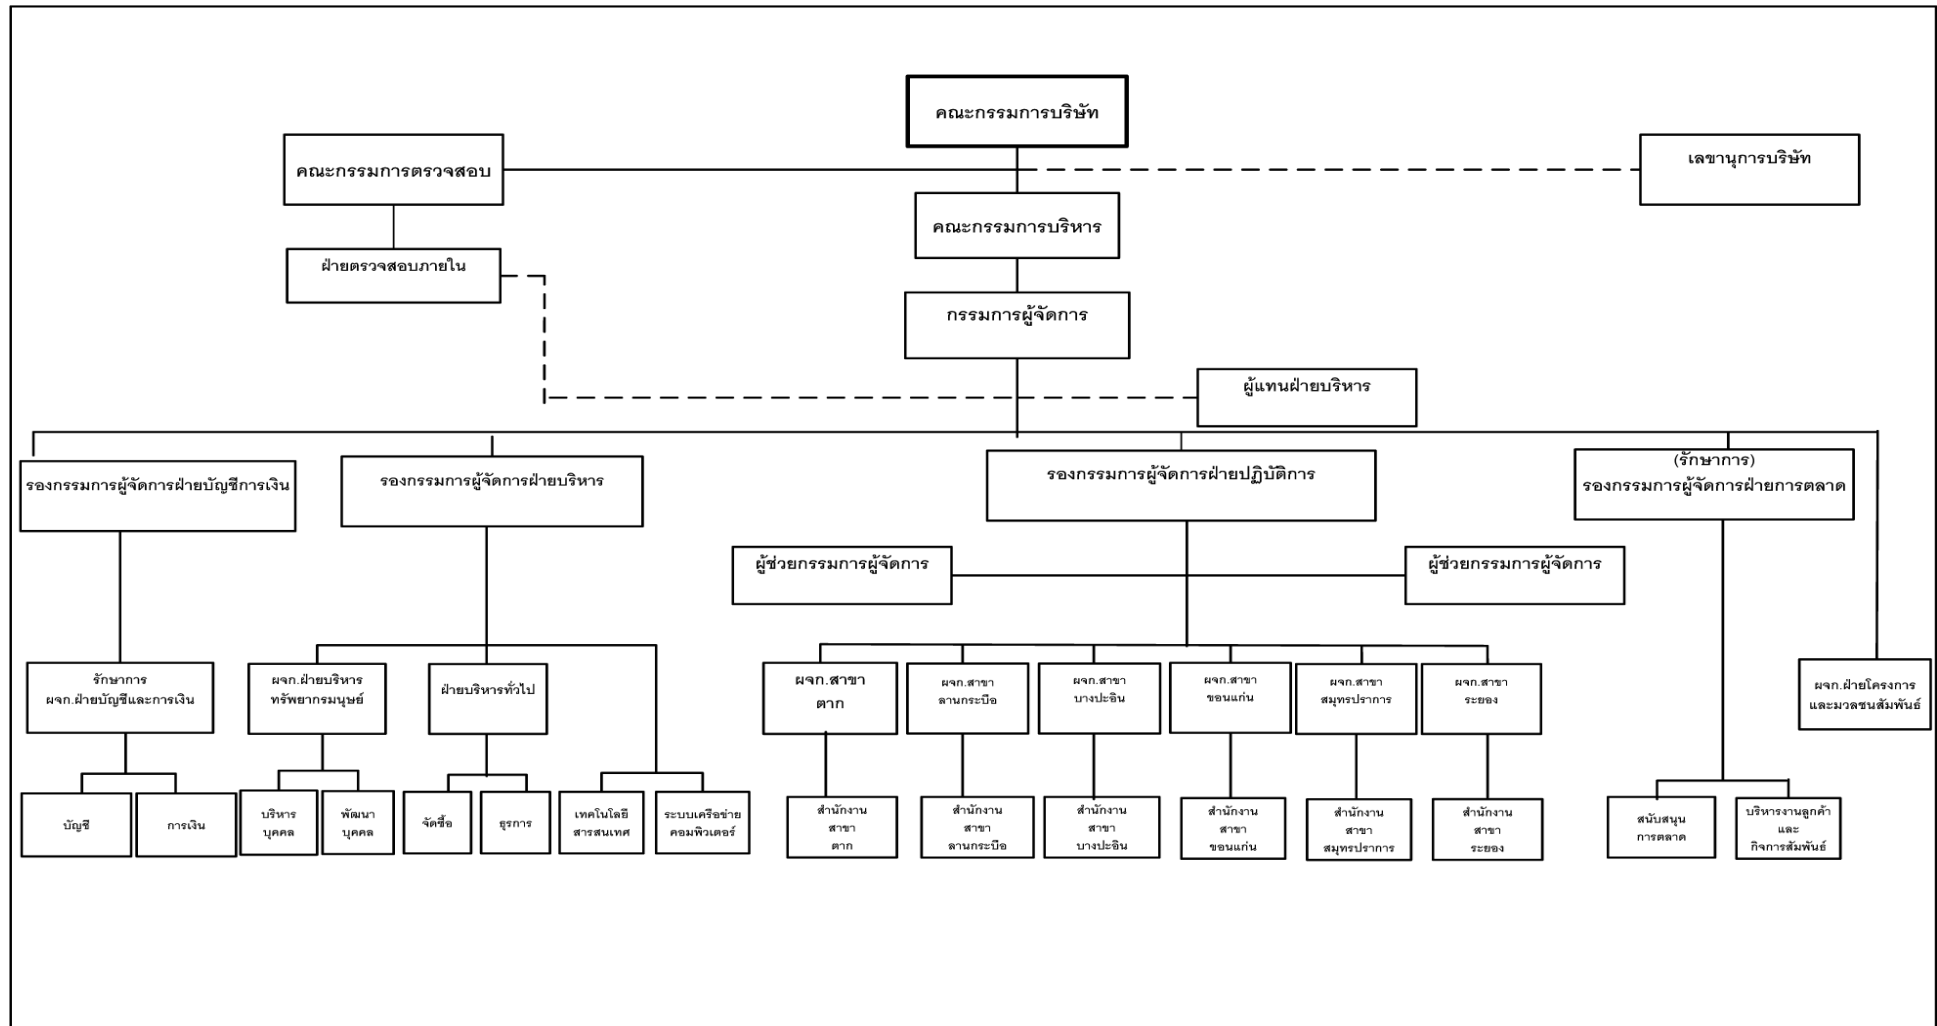 คณะกรรมการบริษัท
คณะกรรมการตรวจสอบ
เลขานุการบริษัท
คณะกรรมการบริหาร
ฝ่ายตรวจสอบภายใน
กรรมการผู้จัดการ
ผู้แทนฝ่ายบริหาร
รองกรรมการผู้จัดการฝ่ายบัญชีการเงิน
รองกรรมการผู้จัดการฝ่ายบริหาร
รองกรรมการผู้จัดการฝ่ายปฏิบัติการ
(รักษาการ)
รองกรรมการผู้จัดการฝ่ายการตลาด
ผู้ช่วยกรรมการผู้จัดการ
ผู้ช่วยกรรมการผู้จัดการ
รักษาการ
ผจก.ฝ่ายบัญชีและการเงิน
ผจก.ฝ่ายบริหาร
ทรัพยากรมนุษย์
ฝ่ายบริหารทั่วไป
ผจก.สาขา
ตาก
ผจก.สาขา
ลานกระบือ
ผจก.สาขา
บางปะอิน
ผจก.สาขา
ขอนแก่น
ผจก.สาขา
สมุทรปราการ
ผจก.สาขา
ระยอง
ผจก.ฝ่ายโครงการ
และมวลชนสัมพันธ์
บัญชี
การเงิน
บริหาร
บุคคล
พัฒนา
บุคคล
จัดซื้อ
ธุรการ
เทคโนโลยี
สารสนเทศ
ระบบเครือข่าย
คอมพิวเตอร์
สำนักงาน
สาขา
ตาก
สำนักงาน
สาขา
ลานกระบือ
สำนักงาน
สาขา
บางปะอิน
สำนักงาน
สาขา
ขอนแก่น
สำนักงาน
สาขา
สมุทรปราการ
สำนักงาน
สาขา
ระยอง
สนับสนุน
การตลาด
บริหารงานลูกค้า
และ
กิจการสัมพันธ์